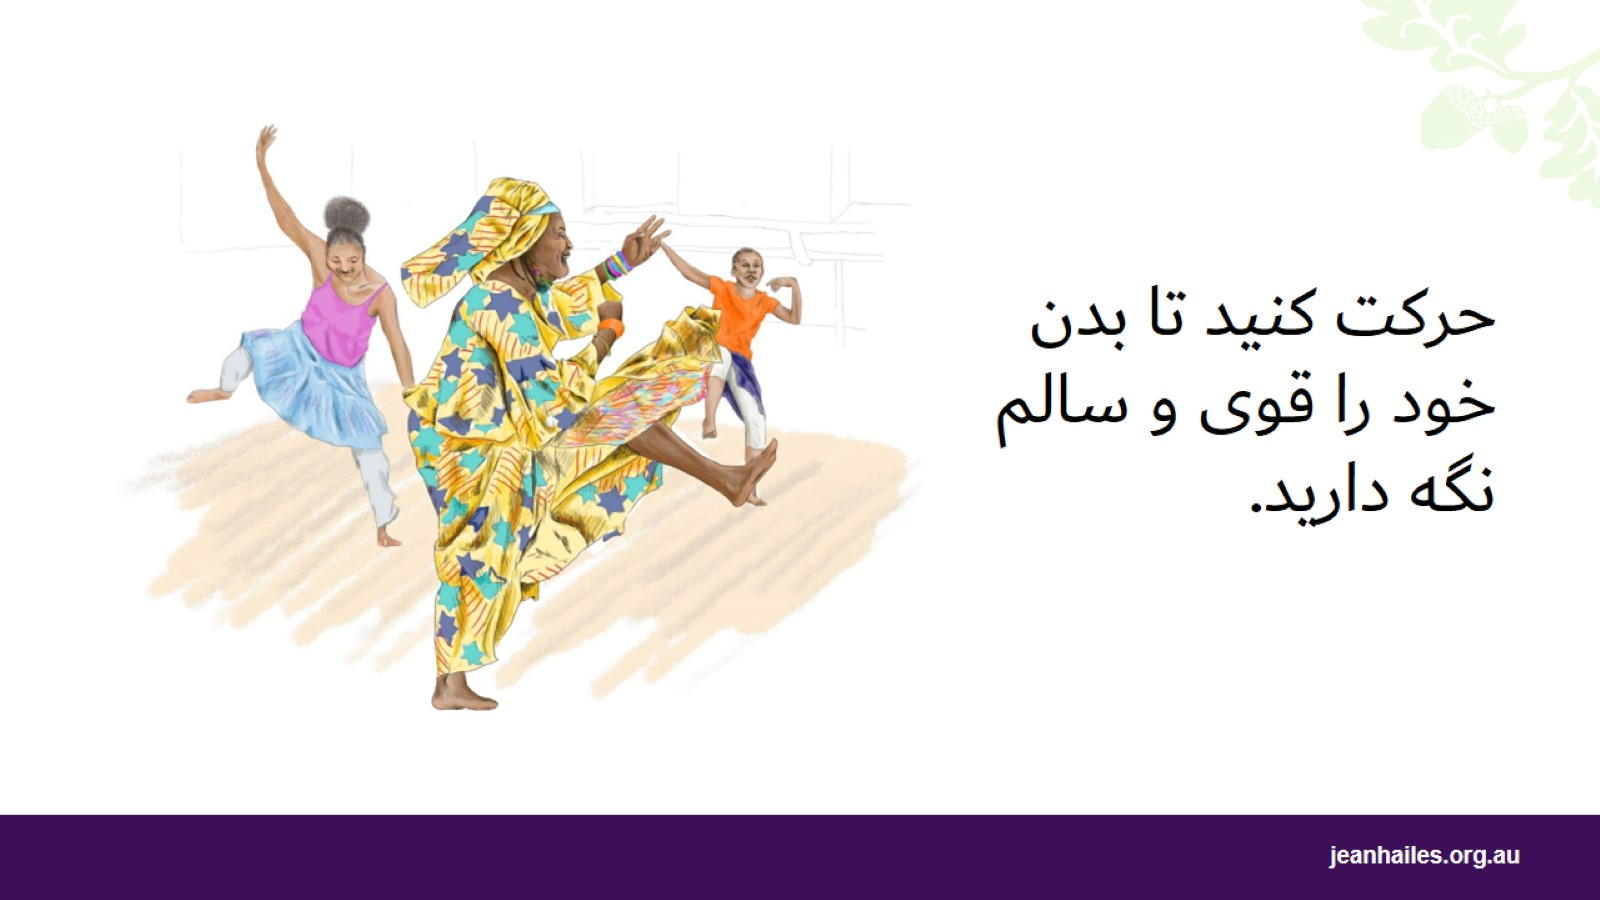 حرکت کنید تا بدن
خود را قوی و سالم
نگه دارید.
jeanhailes.org.au